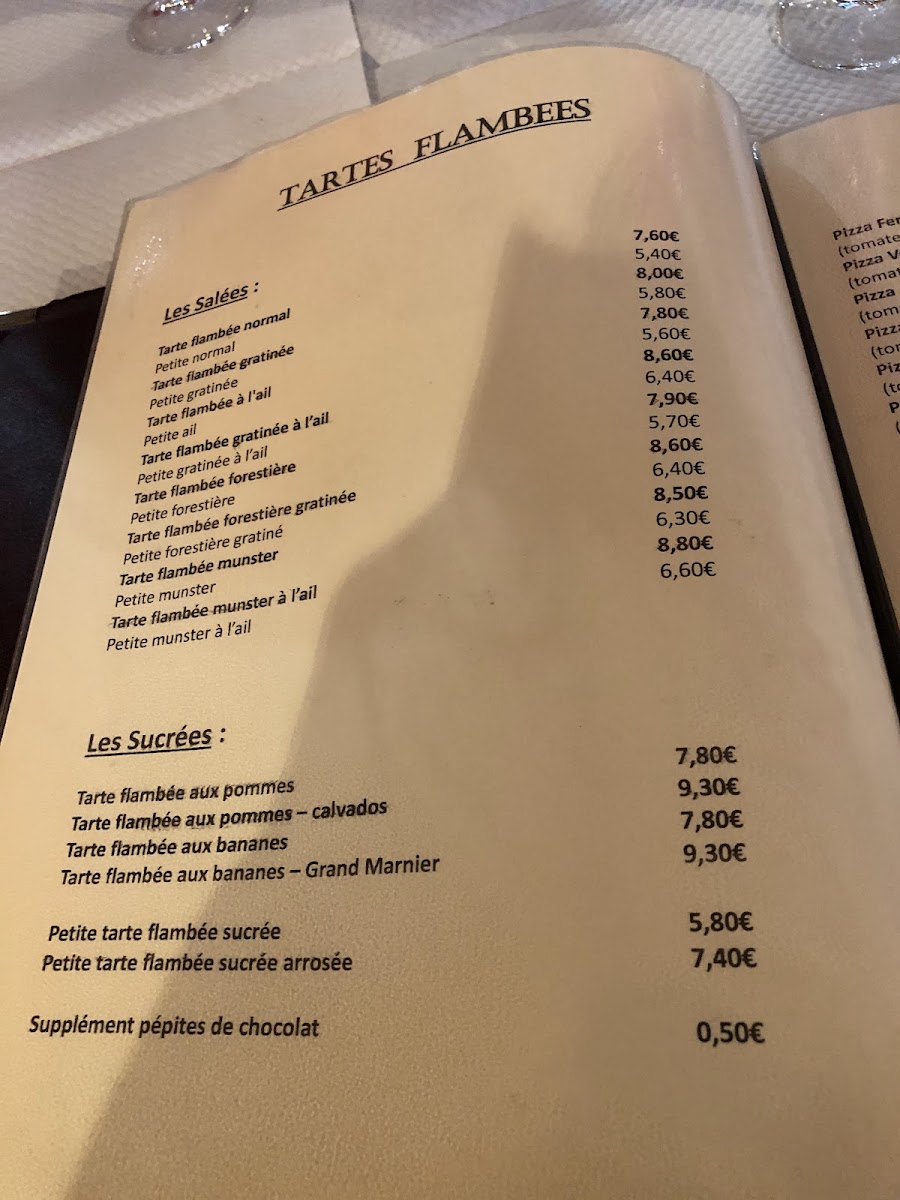 TARTES FLAMBEES
Les Salées :
Tarte flambée normal 7,60€
Petite normal 5,40€
Tarte flambée gratinée 8,00€
Petite gratinée 5,80€
Tarte flambée à l'ail 7,80€
Petite ail 5,60€
Tarte flambée gratinée à l'ail 8,60€
Petite gratinée à l'ail 6,40€
Tarte flambée forestière 7,90€
Petite forestière 5,70€
Tarte flambée forestière gratinée 8,60€
Petite forestière gratiné 6,40€
Tarte flambée munster 8,50€
Petite munster 6,30€
Tarte flambée munster à l'ail 8,80€
Petite munster à l'ail 6,60€
Les Sucrées :
Tarte flambée aux pommes 7,80€
Tarte flambée aux pommes – calvados 9,30€
Tarte flambée aux bananes 7,80€
Tarte flambée aux bananes – Grand Marnier 9,30€
Petite tarte flambée sucrée 5,80€
Petite tarte flambée sucrée arrosée 7,40€
Supplément pépites de chocolat 0,50€
Pizza
(tomate
Pizza
Pizza
Pizza